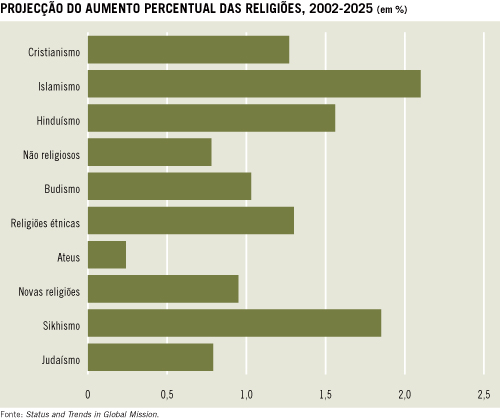 PROJECÇÃO DO AUMENTO PERCENTUAL DAS RELIGIÕES, 2002-2025 (em %)
Cristianismo
Islamismo
Hinduísmo
Não religiosos
Budismo
Religiões étnicas
Ateus
Novas religiões
Sikhismo
Judaísmo
0 0,5 1,0 1,5 2,0 2,5
Fonte: Status and Trends in Global Mission.